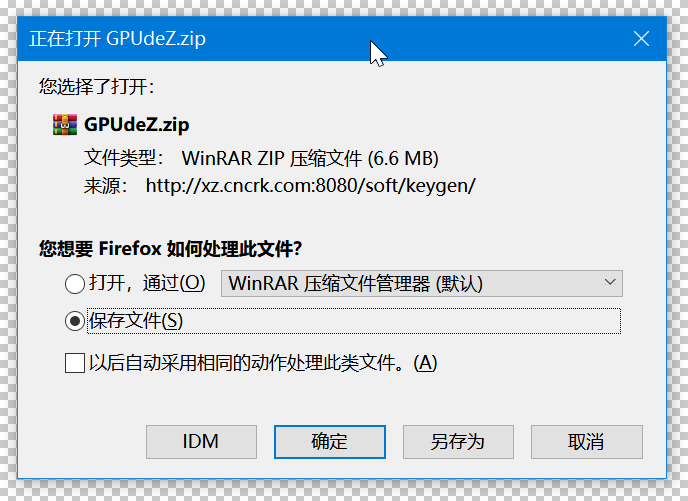 正在打开 GPUdeZ.zip
您选择了打开：
GPUdeZ.zip
文件类型： WinRAR ZIP 压缩文件 (6.6 MB)
来源： http://xz.cncrk.com:8080/soft/keygen/
您想要 Firefox 如何处理此文件？
打开，通过(O) WinRAR 压缩文件管理器 (默认)
保存文件(S)
以后自动采用相同的动作处理此类文件。(A)
IDM 确定 另存为 取消